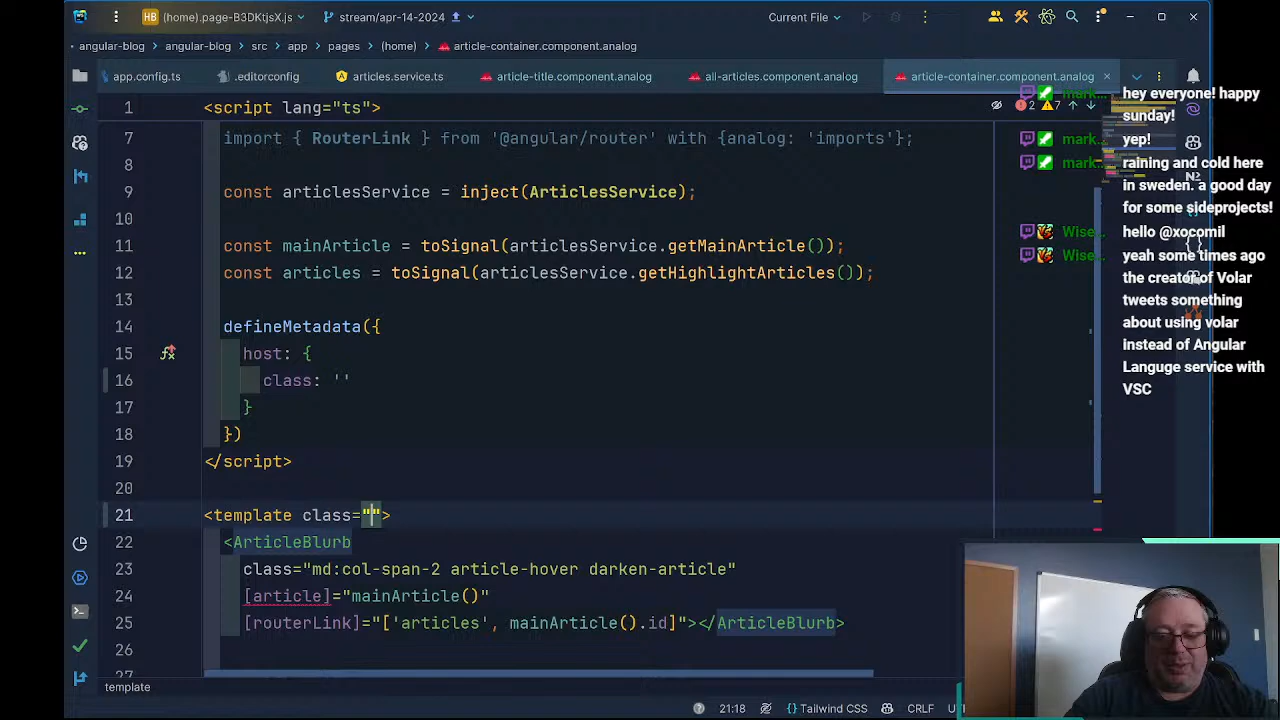 HB (home).page-B3DKtjsX.js
stream/apr-14-2024
Current File
angular-blog > angular-blog > src > app > pages > (home) > article-container.component.analog
app.config.ts
.editorconfig
articles.service.ts
article-title.component.analog
all-articles.component.analog
article-container.component.analog
1 <script lang="ts">
2 7
7 import { RouterLink } from '@angular/router' with {analog: 'imports'};
8
9 const articlesService = inject(ArticlesService);
10
11 const mainArticle = toSignal(articlesService.getMainArticle());
12 const articles = toSignal(articlesService.getHighlightArticles());
13
14 defineMetadata({
15 host: {
16 class: ''
17 }
18 })
19 </script>
20
21 <template class="">
22 <ArticleBlurb
23 class="md:col-span-2 article-hover darken-article"
24 [article]="mainArticle()"
25 [routerLink]="['articles', mainArticle().id]"></ArticleBlurb>
26
27
template
21:18
Tailwind CSS
CRLF
mark... hey everyone! happy
sunday!
mark... yep!
mark... raining and cold here
in sweden. a good day
for some sideprojects!
Wise... hello @xocomil
Wise... yeah some times ago
the creator of Volar
tweets something
about using volar
instead of Angular
Languge service with
VSC